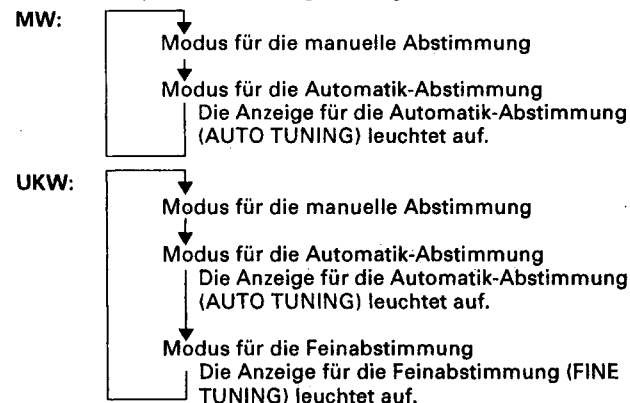 MW:
Modus für die manuelle Abstimmung
Modus für die Automatik-Abstimmung
Die Anzeige für die Automatik-Abstimmung
(AUTO TUNING) leuchtet auf.
UKW:
Modus für die manuelle Abstimmung
Modus für die Automatik-Abstimmung
Die Anzeige für die Automatik-Abstimmung
(AUTO TUNING) leuchtet auf.
Modus für die Feinabstimmung
Die Anzeige für die Feinabstimmung (FINE
TUNING) leuchtet auf.